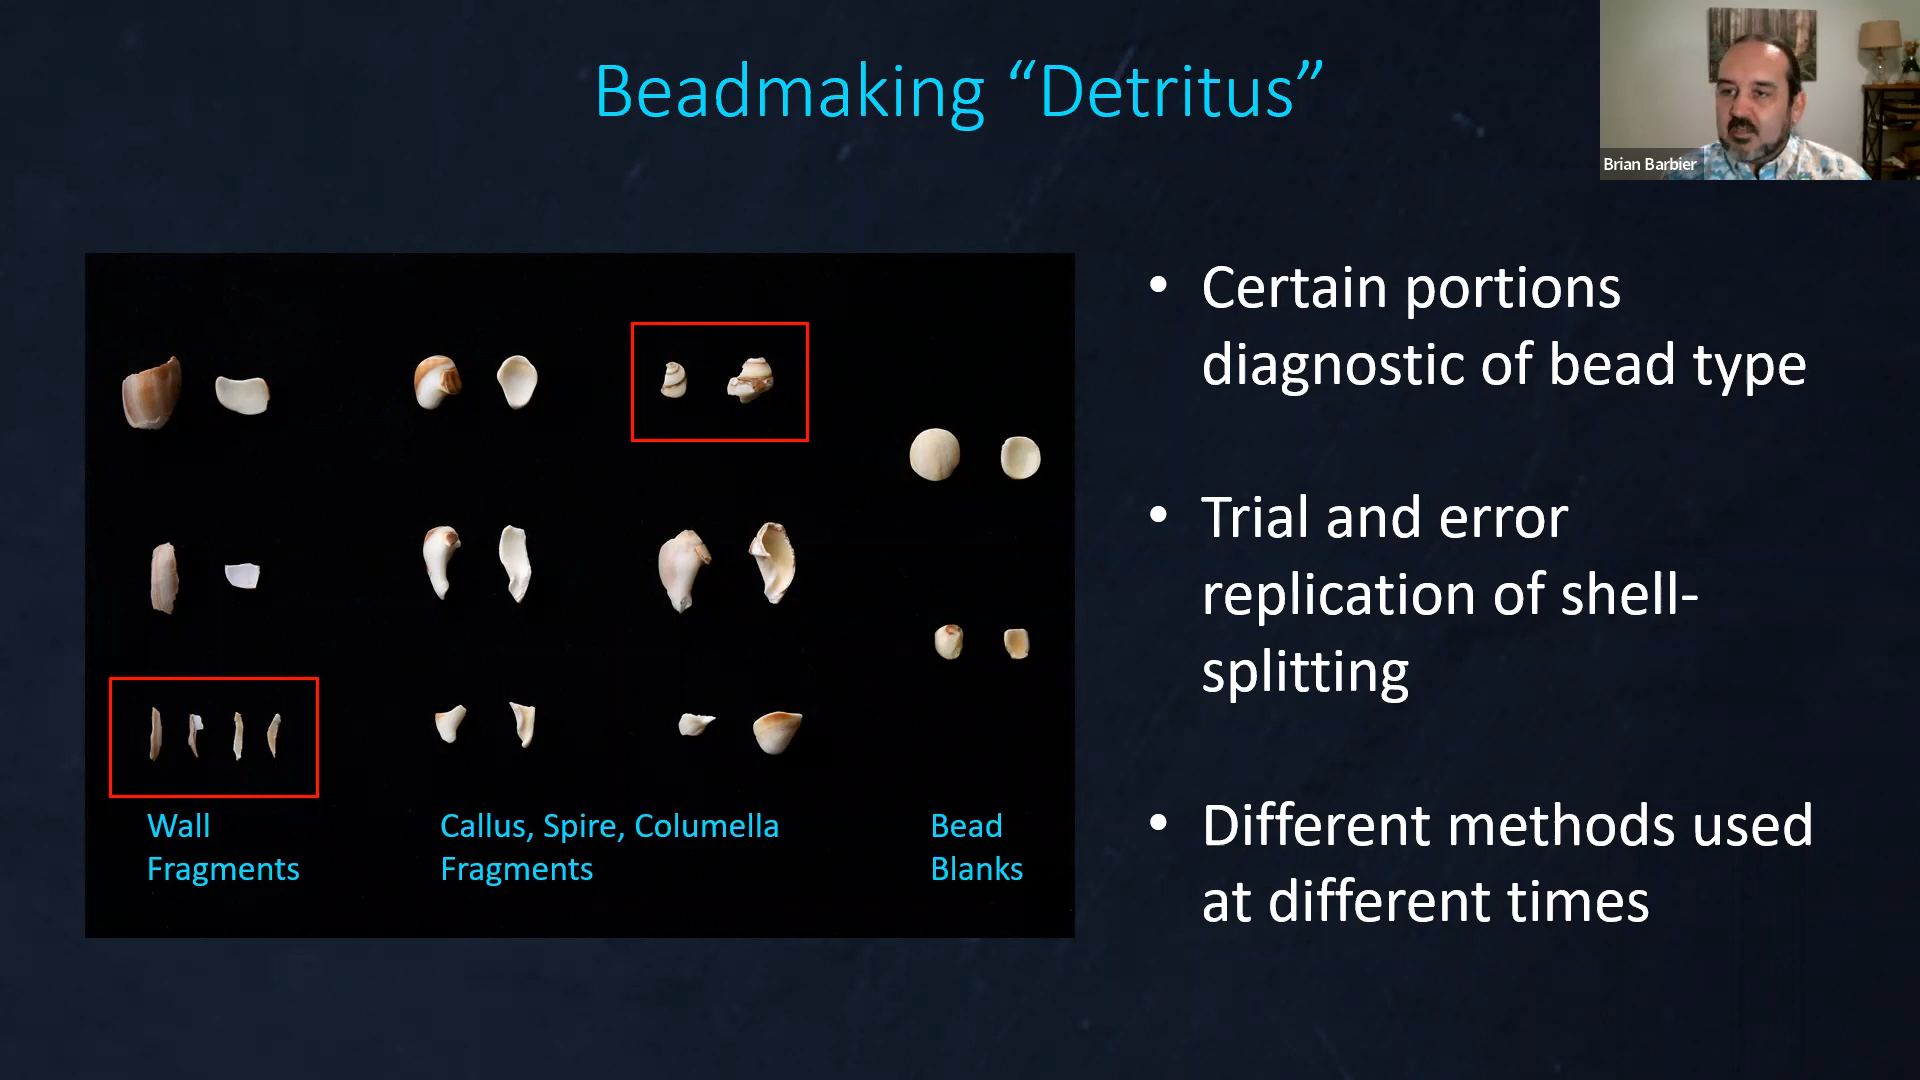 Beadmaking “Detritus”
Brian Barbier
Wall
Fragments
Callus, Spire, Columella
Fragments
Bead
Blanks
• Certain portions
diagnostic of bead type
• Trial and error
replication of shell-
splitting
• Different methods used
at different times